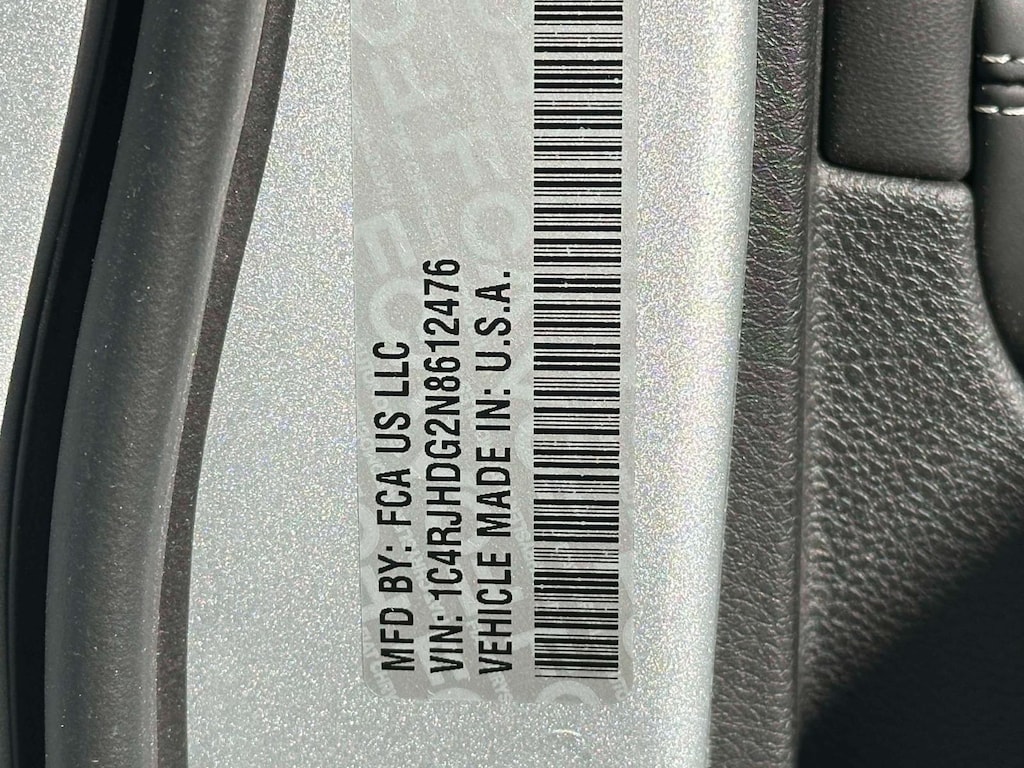 MFD BY: FCA US LLC
VIN: 1C4RJHDG2N8612476
VEHICLE MADE IN: U.S.A.